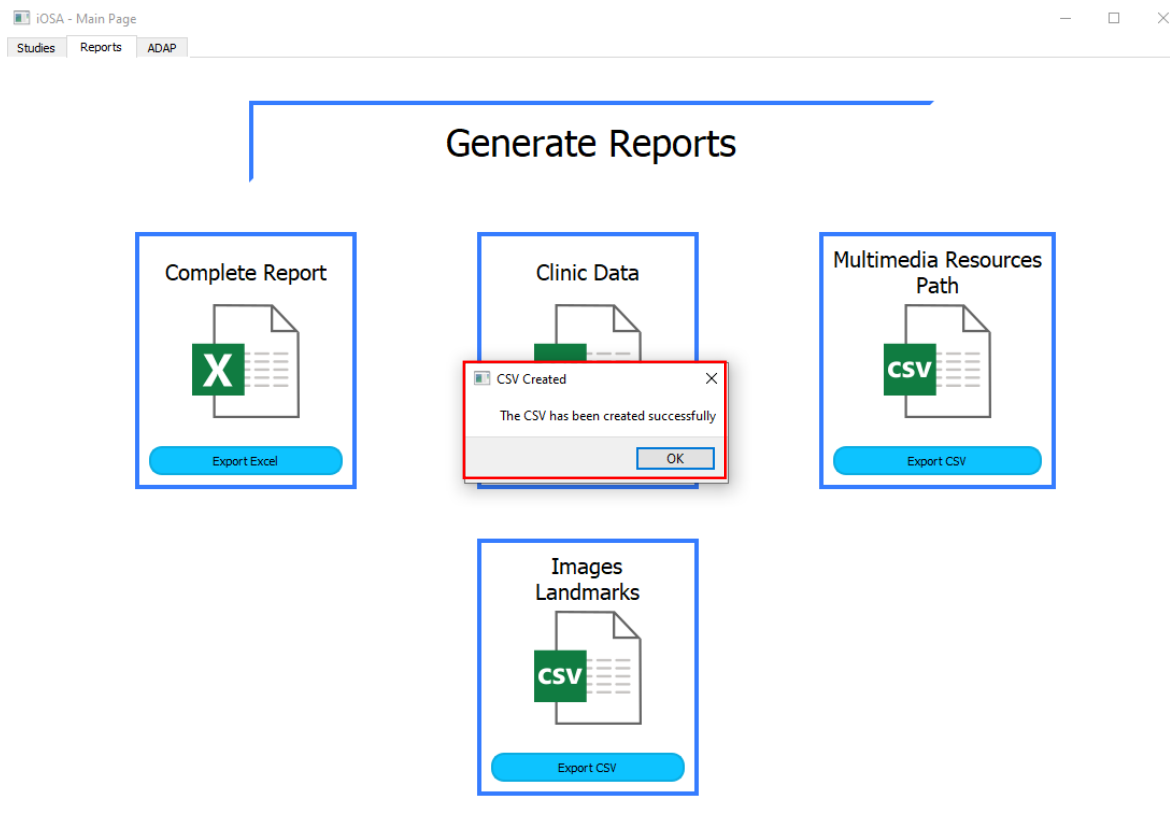 iOSA - Main Page
Studies
Reports
ADAP
Generate Reports
Complete Report
X
Export Excel
Clinic Data
Multimedia Resources
Path
CSV
Export CSV
CSV Created
The CSV has been created successfully
OK
Images
Landmarks
CSV
Export CSV